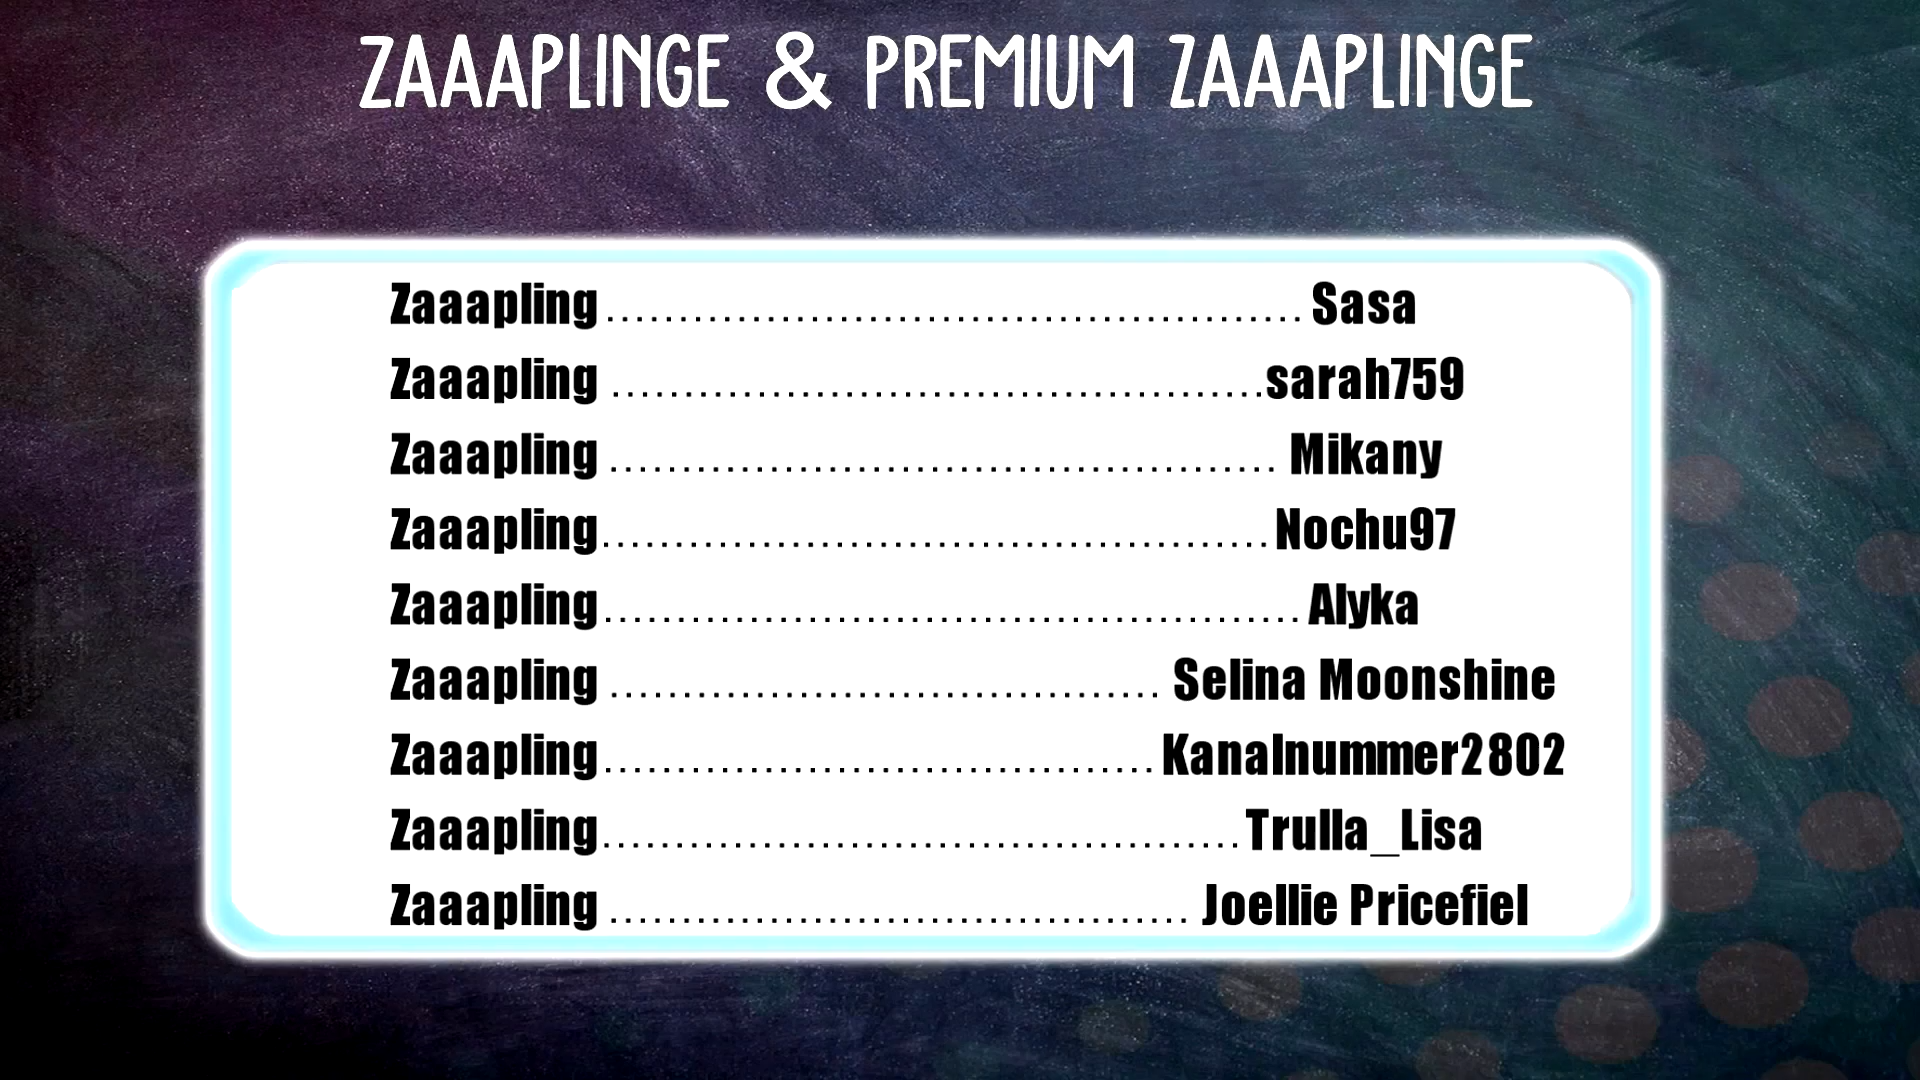 ZAAAPLINGE & PREMIUM ZAAAPLINGE
Zaaapling ................................................ Sasa
Zaaapling .............................................sarah759
Zaaapling .............................................. Mikany
Zaaapling..............................................Nochu97
Zaaapling................................................ Alyka
Zaaapling ...................................... Selina Moonshine
Zaaapling......................................Kanalnummer2802
Zaaapling............................................Trulla_Lisa
Zaaapling ........................................ Joellie Pricefiel